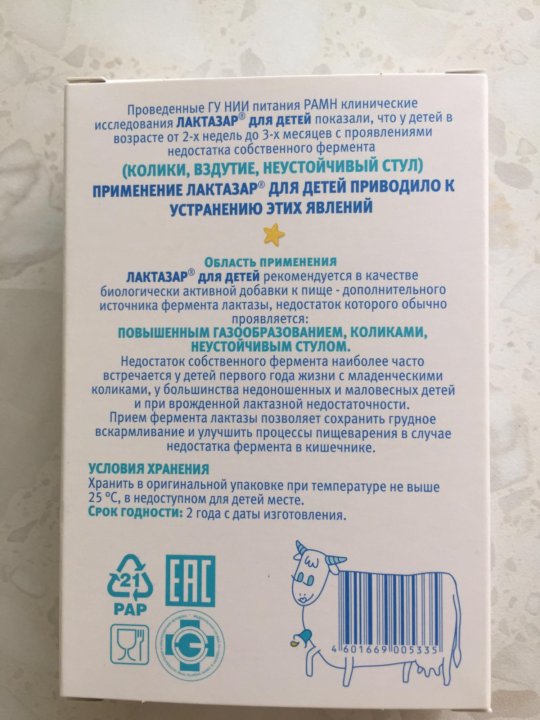 Проведенные ГУ НИИ питания РАМН клинические
исследования ЛАКТАЗАР® ДЛЯ ДЕТЕЙ показали, что у детей в
возрасте от 2-х недель до 3-х месяцев с проявлениями
недостатка собственного фермента
(КОЛИКИ, ВЗДУТИЕ, НЕУСТОЙЧИВЫЙ СТУЛ)
ПРИМЕНЕНИЕ ЛАКТАЗАР® ДЛЯ ДЕТЕЙ ПРИВОДИЛО К
УСТРАНЕНИЮ ЭТИХ ЯВЛЕНИЙ
ОБЛАСТЬ ПРИМЕНЕНИЯ
ЛАКТАЗАР® ДЛЯ ДЕТЕЙ рекомендуется в качестве
биологически активной добавки к пище - дополнительного
источника фермента лактазы, недостаток которого обычно
проявляется:
ПОВЫШЕННЫМ ГАЗООБРАЗОВАНИЕМ, КОЛИКАМИ,
НЕУСТОЙЧИВЫМ СТУЛОМ.
Недостаток собственного фермента наиболее часто
встречается у детей первого года жизни с младенческими
коликами, у большинства недоношенных и маловесных детей
и при врожденной лактазной недостаточности.
Прием фермента лактазы позволяет сохранить грудное
вскармливание и улучшить процессы пищеварения в случае
недостатка фермента в кишечнике.
УСЛОВИЯ ХРАНЕНИЯ
Хранить в оригинальной упаковке при температуре не выше
25 °С, в недоступном для детей месте.
СРОК ГОДНОСТИ: 2 года с даты изготовления.
21
PAP
EAC
4 601669 005335